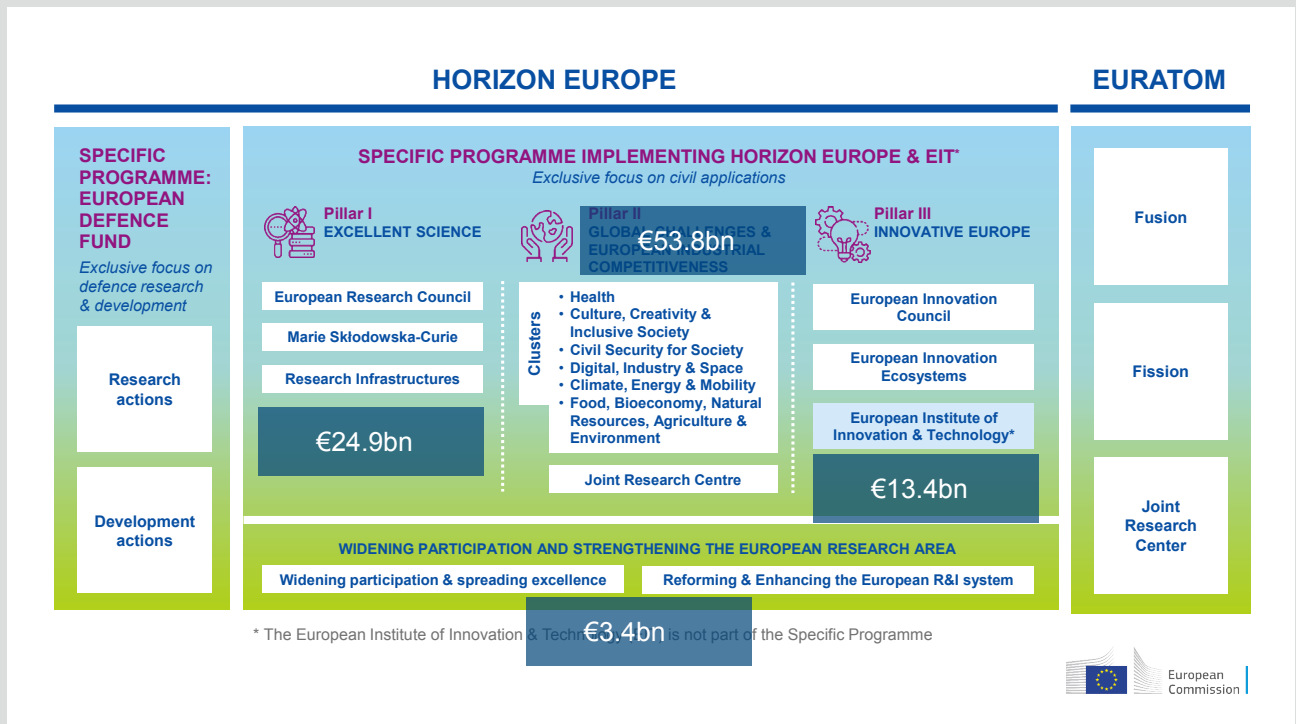 HORIZON EUROPE
EURATOM
SPECIFIC
PROGRAMME:
EUROPEAN
DEFENCE
FUND
Exclusive focus on
defence research
& development
Research
actions
Development
actions
SPECIFIC PROGRAMME IMPLEMENTING HORIZON EUROPE & EIT*
Exclusive focus on civil applications
Pillar I
EXCELLENT SCIENCE
European Research Council
Marie Skłodowska-Curie
Research Infrastructures
€24.9bn
Pillar II
GLOBAL CHALLENGES &
EUROPEAN INDUSTRIAL
COMPETITIVENESS
€53.8bn
Clusters
• Health
• Culture, Creativity &
Inclusive Society
• Civil Security for Society
• Digital, Industry & Space
• Climate, Energy & Mobility
• Food, Bioeconomy, Natural
Resources, Agriculture &
Environment
Joint Research Centre
Pillar III
INNOVATIVE EUROPE
European Innovation
Council
European Innovation
Ecosystems
European Institute of
Innovation & Technology*
€13.4bn
WIDENING PARTICIPATION AND STRENGTHENING THE EUROPEAN RESEARCH AREA
Widening participation & spreading excellence
Reforming & Enhancing the European R&I system
€3.4bn
* The European Institute of Innovation & is not part of the Specific Programme
Fusion
Fission
Joint
Research
Center
European
Commission